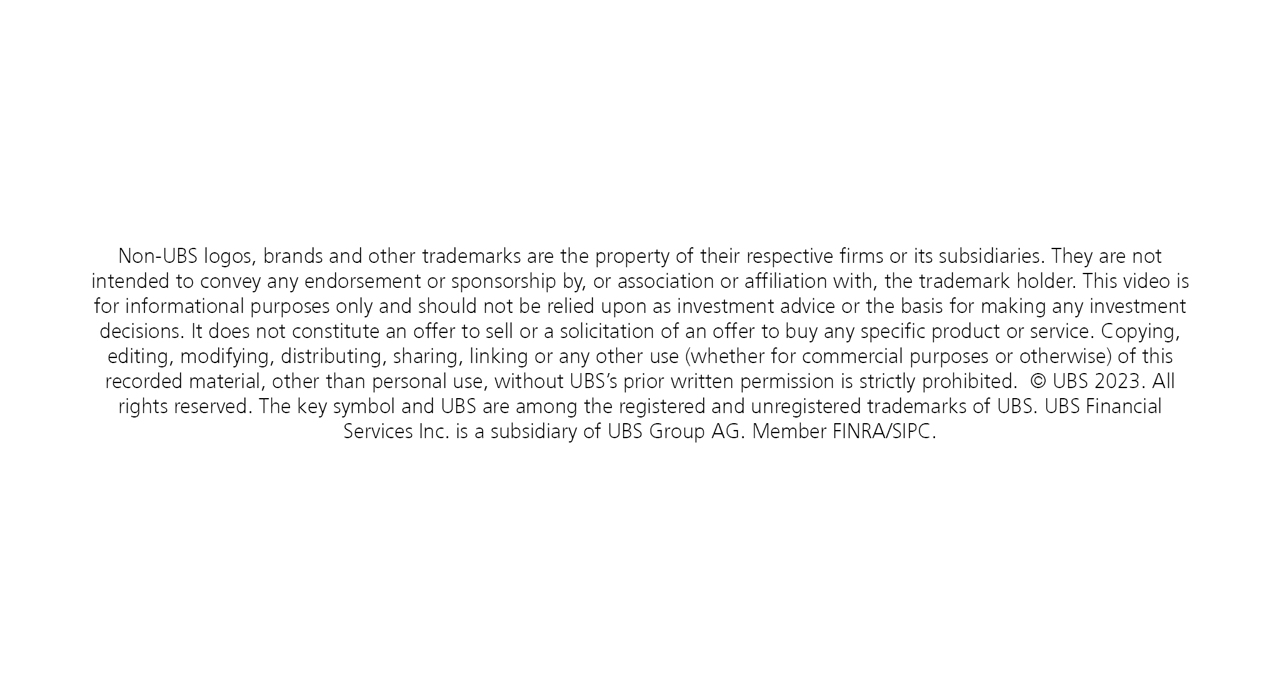 Non-UBS logos, brands and other trademarks are the property of their respective firms or its subsidiaries. They are not
intended to convey any endorsement or sponsorship by, or association or affiliation with, the trademark holder. This video is
for informational purposes only and should not be relied upon as investment advice or the basis for making any investment
decisions. It does not constitute an offer to sell or a solicitation of an offer to buy any specific product or service. Copying,
editing, modifying, distributing, sharing, linking or any other use (whether for commercial purposes or otherwise) of this
recorded material, other than personal use, without UBS’s prior written permission is strictly prohibited.  © UBS 2023. All
rights reserved. The key symbol and UBS are among the registered and unregistered trademarks of UBS. UBS Financial
Services Inc. is a subsidiary of UBS Group AG. Member FINRA/SIPC.